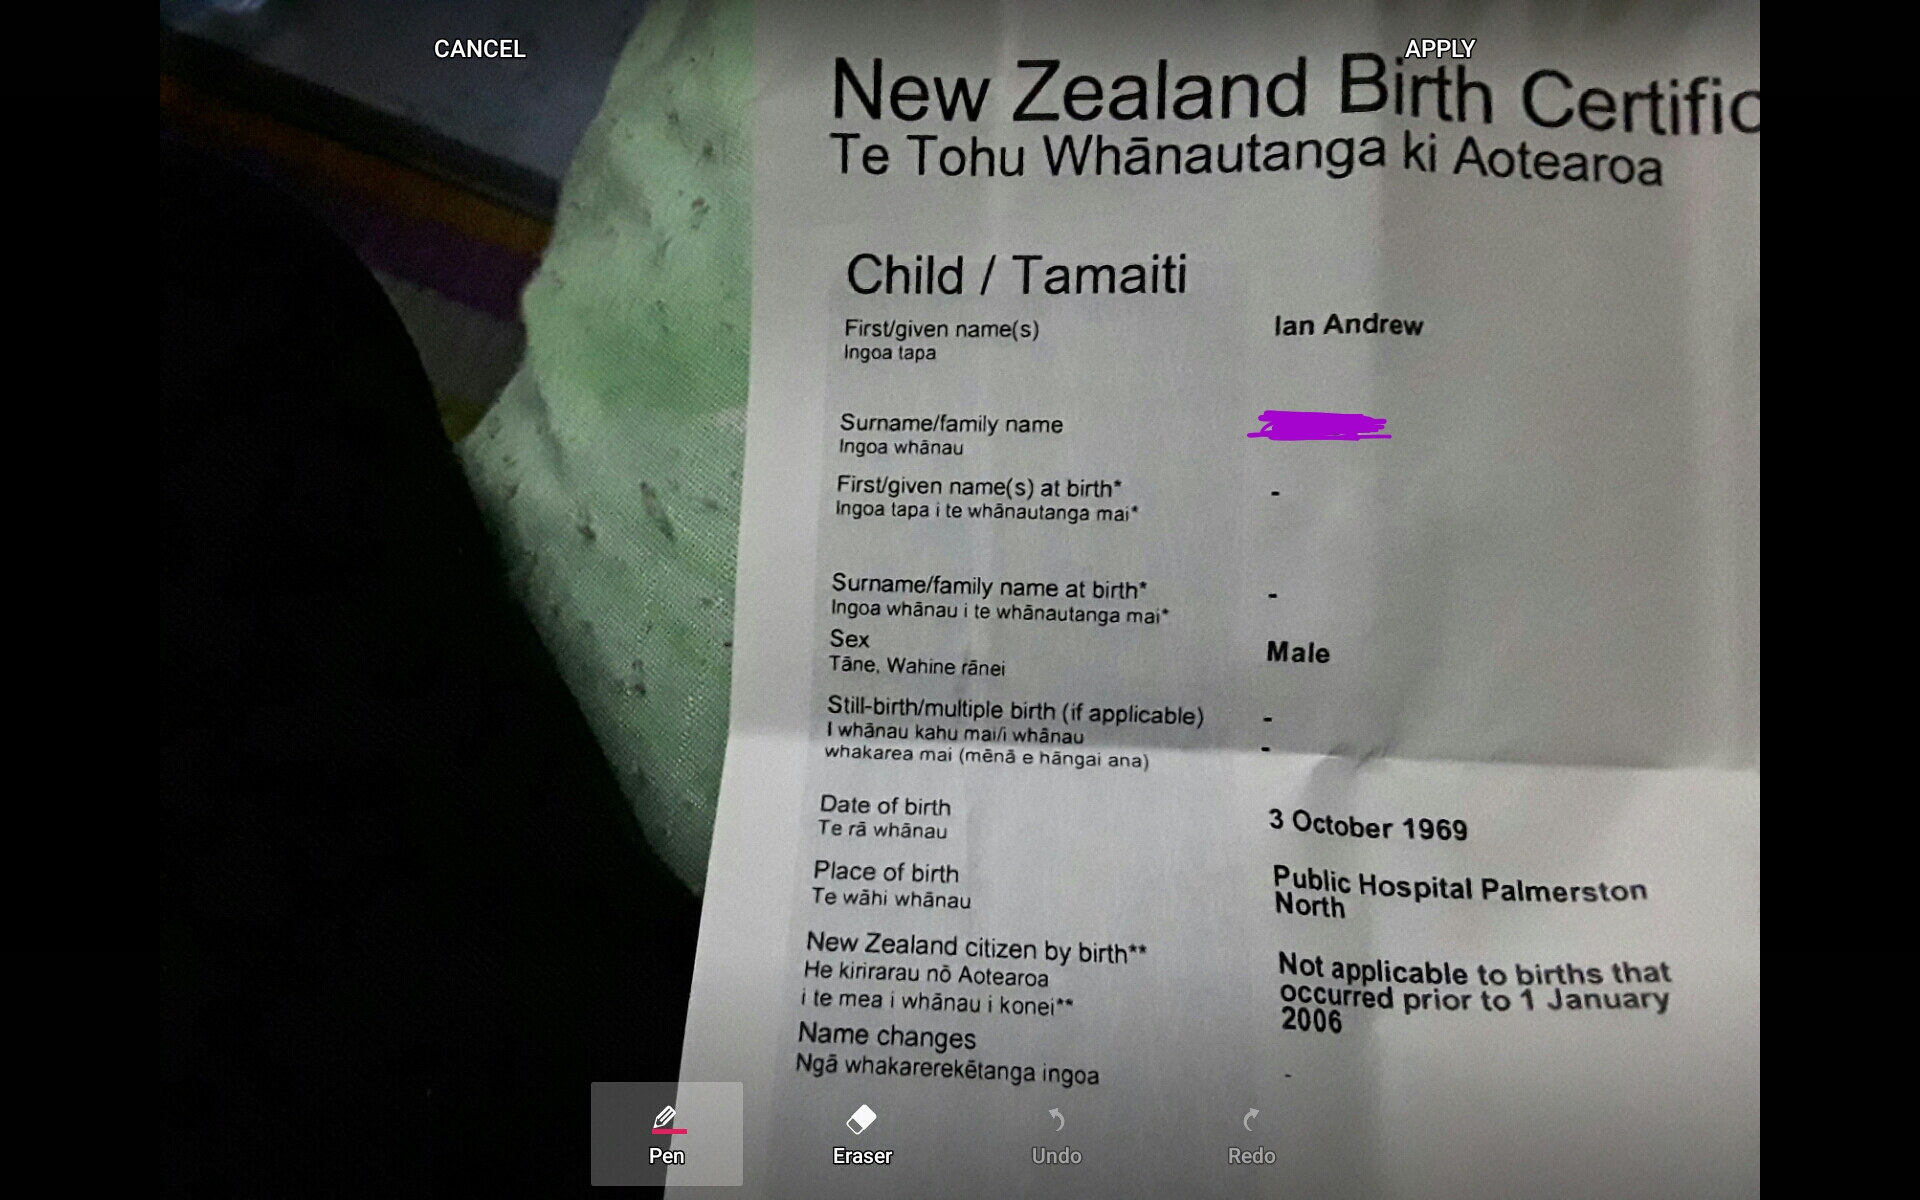 CANCEL
APPLY
New Zealand Birth Certific
Te Tohu Whānautanga ki Aotearoa
Child / Tamaiti
First/given name(s)
Ian Andrew
Ingoa tapa
Surname/family name
Ingoa whānau
First/given name(s) at birth*
-
Ingoa tapa i te whānautanga mai*
Surname/family name at birth*
-
Ingoa whānau i te whānautanga mai*
Sex
Male
Tāne, Wahine rānei
Still-birth/multiple birth (if applicable)
-
I whānau kahu mai/i whānau
-
whakarea mai (mēnā e hāngai ana)
Date of birth
3 October 1969
Te rā whānau
Place of birth
Public Hospital Palmerston
North
Te wāhi whānau
New Zealand citizen by birth**
Not applicable to births that
occurred prior to 1 January
2006
He kirirarau nō Aotearoa
i te mea i whānau i konei**
Name changes
-
Ngā whakarerekētanga ingoa
Pen
Eraser
Undo
Redo